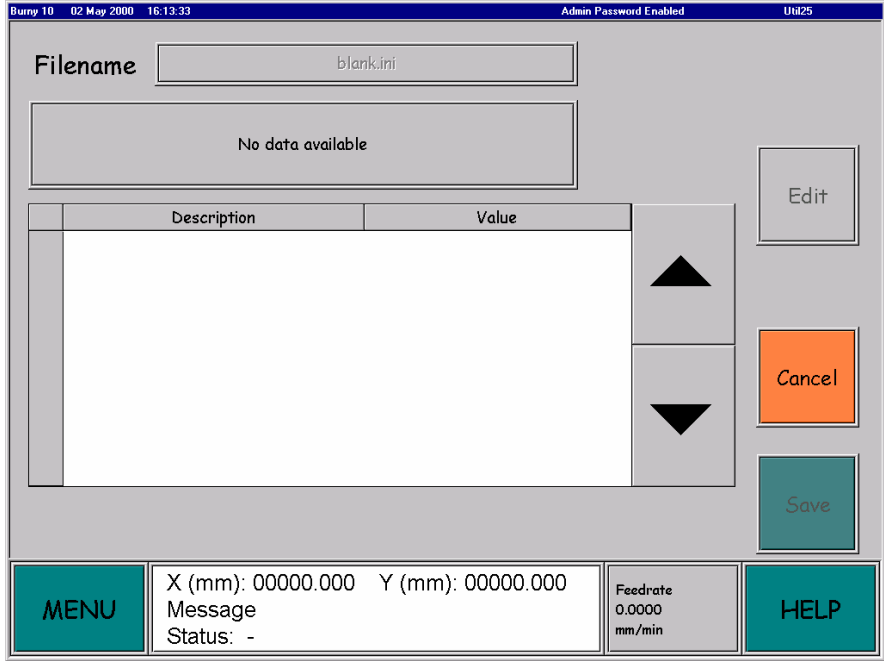 Burny 10 02 May 2000 16:13:33 Admin Password Enabled Util25
Filename blank.ini
No data available
Edit
Description Value
Cancel
Save
MENU
X (mm): 00000.000 Y (mm): 00000.000
Message
Status: -
Feedrate
0.0000
mm/min
HELP